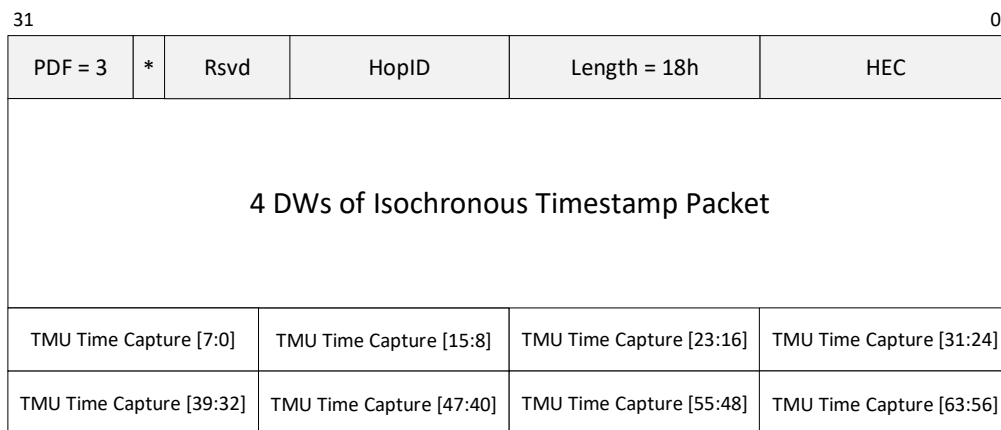 31 0
PDF = 3 * Rsvd HopID Length = 18h HEC
4 DWs of Isochronous Timestamp Packet
TMU Time Capture [7:0] TMU Time Capture [15:8] TMU Time Capture [23:16] TMU Time Capture [31:24]
TMU Time Capture [39:32] TMU Time Capture [47:40] TMU Time Capture [55:48] TMU Time Capture [63:56]